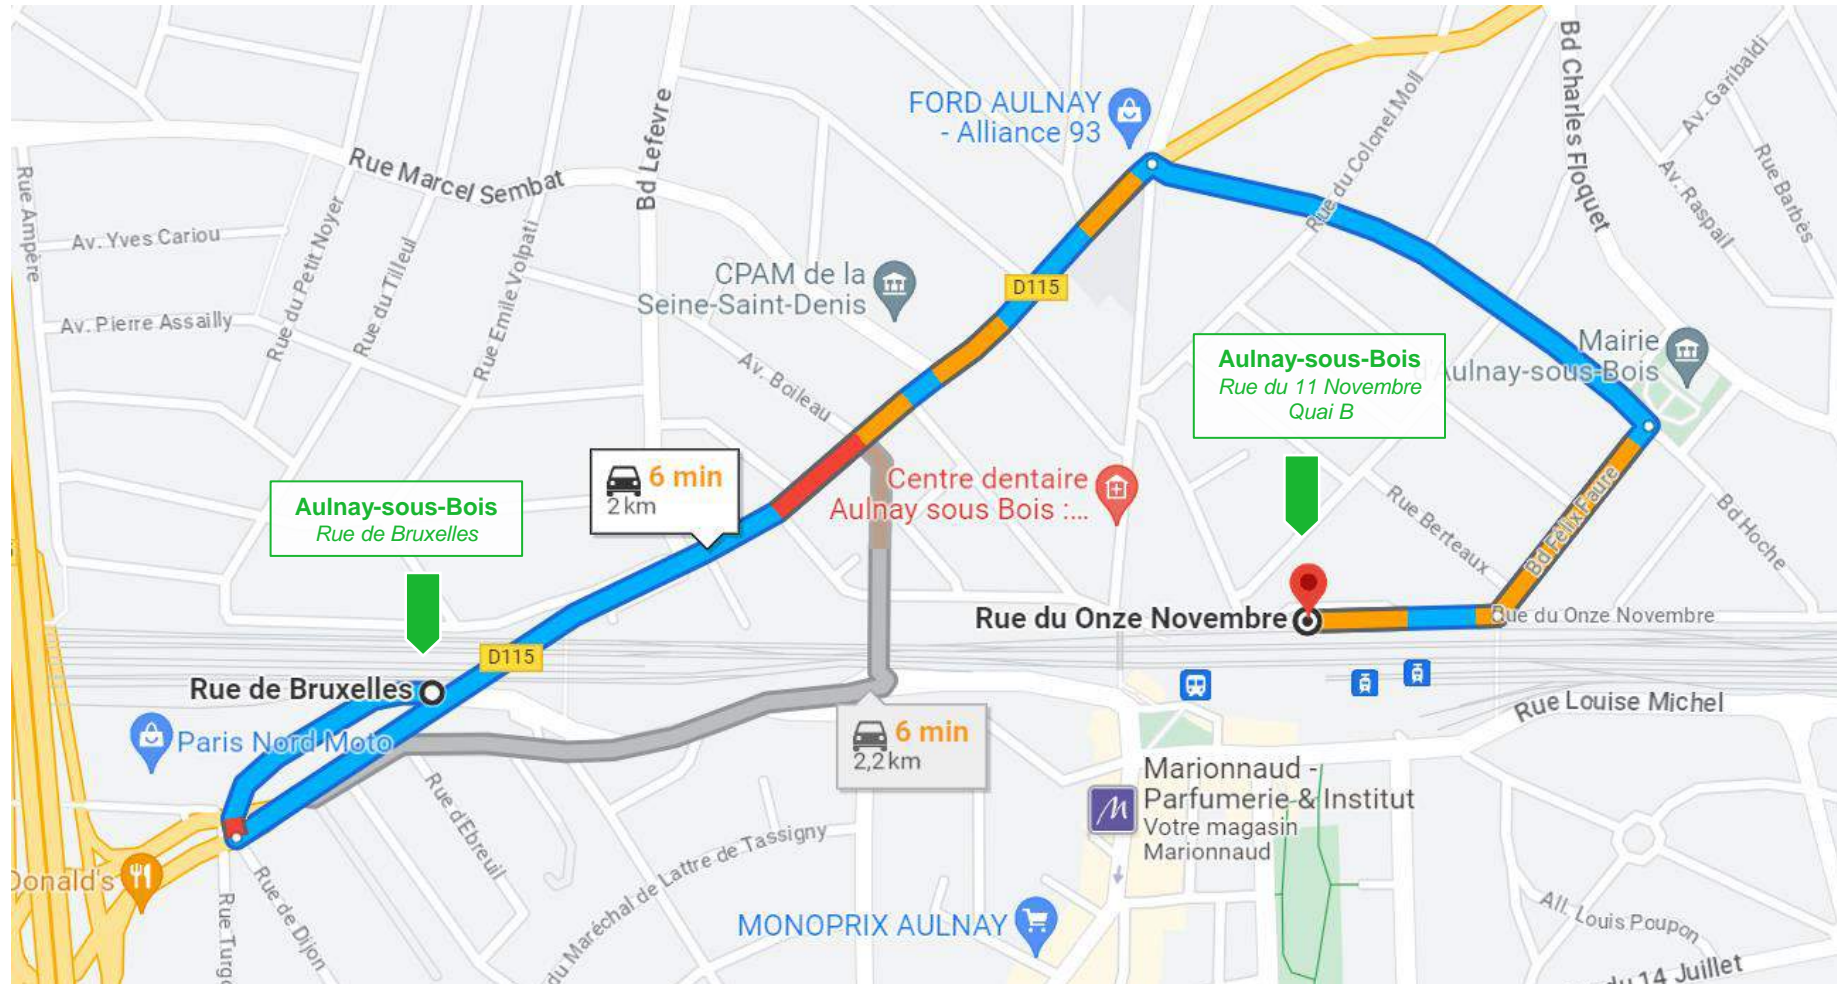 FORD AULNAY
- Alliance 93
Bd Charles Floquet
Av. Garibaldi
Rue du Colonel Moll
Rue Barbès
Av. Raspail
Rue Ampère
Rue Marcel Sembat
Bd Lefevre
Av. Yves Cariou
Rue du Petit Noyer
Rue du Tilleul
Rue Emile Volpati
Av. Pierre Assailly
CPAM de la
Seine-Saint-Denis
D115
Av. Boileau
Aulnay-sous-Bois
Rue du 11 Novembre
Quai B
Mairie
d'Aulnay-sous-Bois
6 min
2 km
Centre dentaire
Aulnay sous Bois :...
Aulnay-sous-Bois
Rue de Bruxelles
Rue Berteaux
Bd Félix Faure
Bd Hoche
Rue du Onze Novembre
Rue du Onze Novembre
D115
Rue de Bruxelles
Rue Louise Michel
Paris Nord Moto
6 min
2,2 km
Rue d'Ebreuil
Marionnaud -
Parfumerie & Institut
Votre magasin
Marionnaud
M
du Maréchal de Lattre de Tassigny
Donald's
Rue Turgo
Rue de Dijon
MONOPRIX AULNAY
All. Louis Poupon
du 14 Juillet